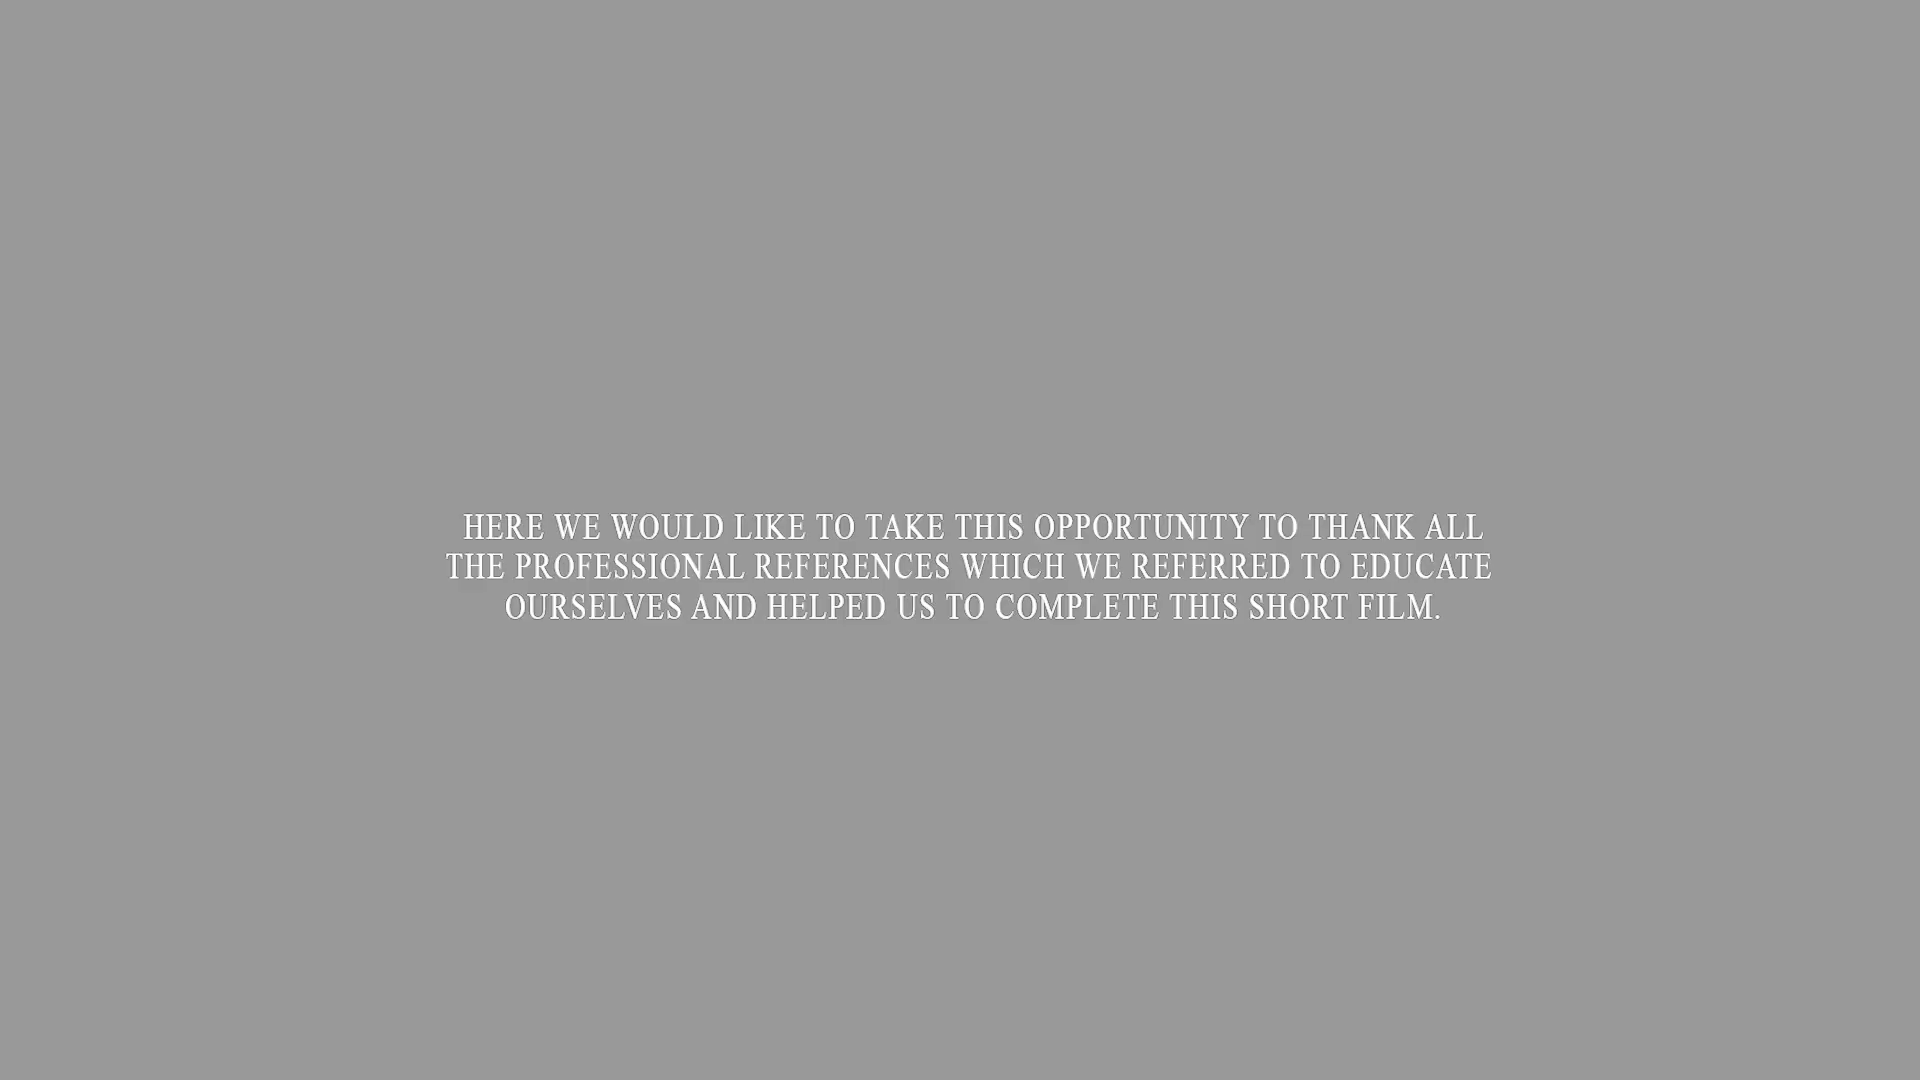 HERE WE WOULD LIKE TO TAKE THIS OPPORTUNITY TO THANK ALL
THE PROFESSIONAL REFERENCES WHICH WE REFERRED TO EDUCATE
OURSELVES AND HELPED US TO COMPLETE THIS SHORT FILM.